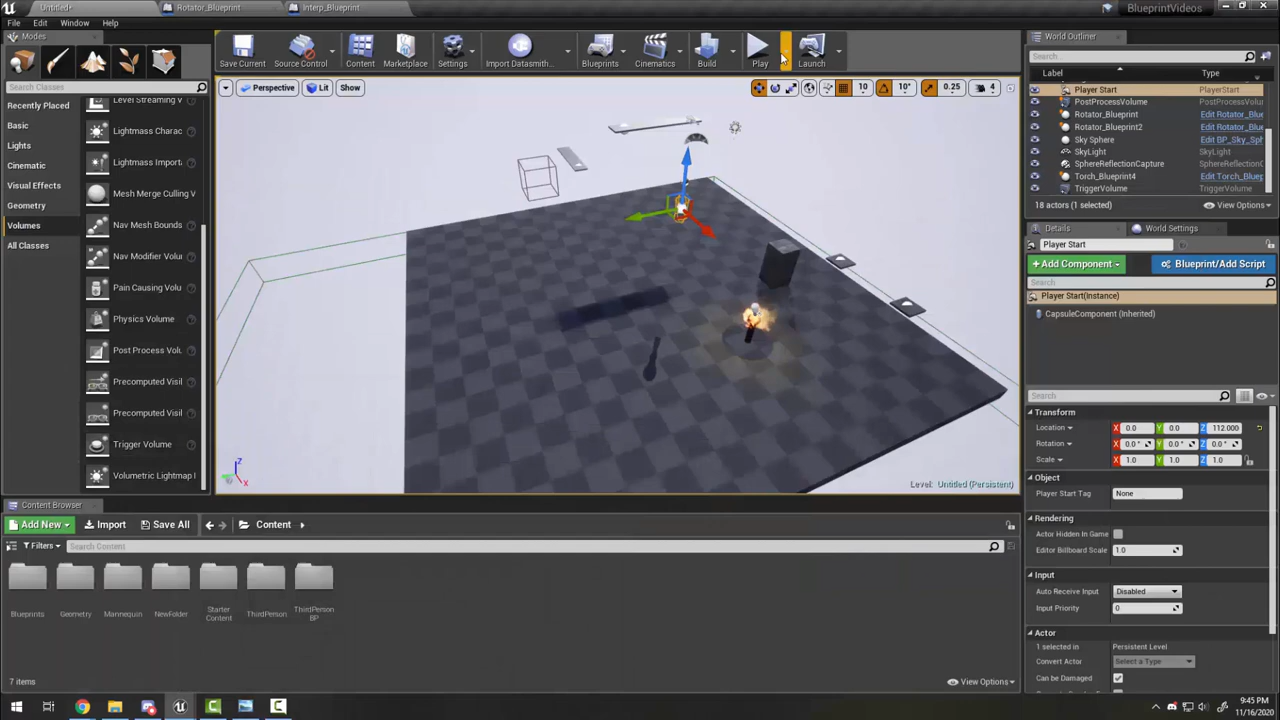 Untitled*
Rotator_Blueprint
Interp_Blueprint
BlueprintVideos
File Edit Window Help
Modes
Save Current
Source Control
Content
Marketplace
Settings
Import Datasmith
Blueprints
Cinematics
Build
Play
Launch
Search Classes
Recently Placed
Basic
Lights
Cinematic
Visual Effects
Geometry
Volumes
All Classes
Level Streaming V
Lightmass Charac
Lightmass Import
Mesh Merge Culling V
Nav Mesh Bounds
Nav Modifier Volu
Pain Causing Volu
Physics Volume
Post Process Volu
Precomputed Visil
Precomputed Visil
Trigger Volume
Volumetric Lightmap I
Perspective Lit Show
10 10° 0.25 4
Level: Untitled (Persistent)
World Outliner
Search
Label Type
Player Start PlayerStart
PostProcessVolume PostProcessVolum
Rotator_Blueprint Edit Rotator_Blue
Rotator_Blueprint2 Edit Rotator_Blue
Sky Sphere Edit BP_Sky_Sph
SkyLight SkyLight
SphereReflectionCapture SphereReflection
Torch_Blueprint4 Edit Torch_Bluep
TriggerVolume TriggerVolume
18 actors (1 selected) View Options
Details World Settings
Player Start
+Add Component Blueprint/Add Script
Search
Player Start(Instance)
CapsuleComponent (Inherited)
Search
Transform
Location X 0.0 Y 0.0 Z 112.000
Rotation X 0.0° Y 0.0° Z 0.0°
Scale X 1.0 Y 1.0 Z 1.0
Object
Player Start Tag None
Rendering
Actor Hidden In Game
Editor Billboard Scale 1.0
Input
Auto Receive Input Disabled
Input Priority 0
Actor
1 selected in Persistent Level
Convert Actor Select a Type
Can be Damaged
Content Browser
Add New Import Save All Content
Filters Search Content
Blueprints
Geometry
Mannequin
NewFolder
Starter
Content
ThirdPerson
ThirdPerson
BP
7 items
View Options
9:45 PM
11/16/2020
z
x